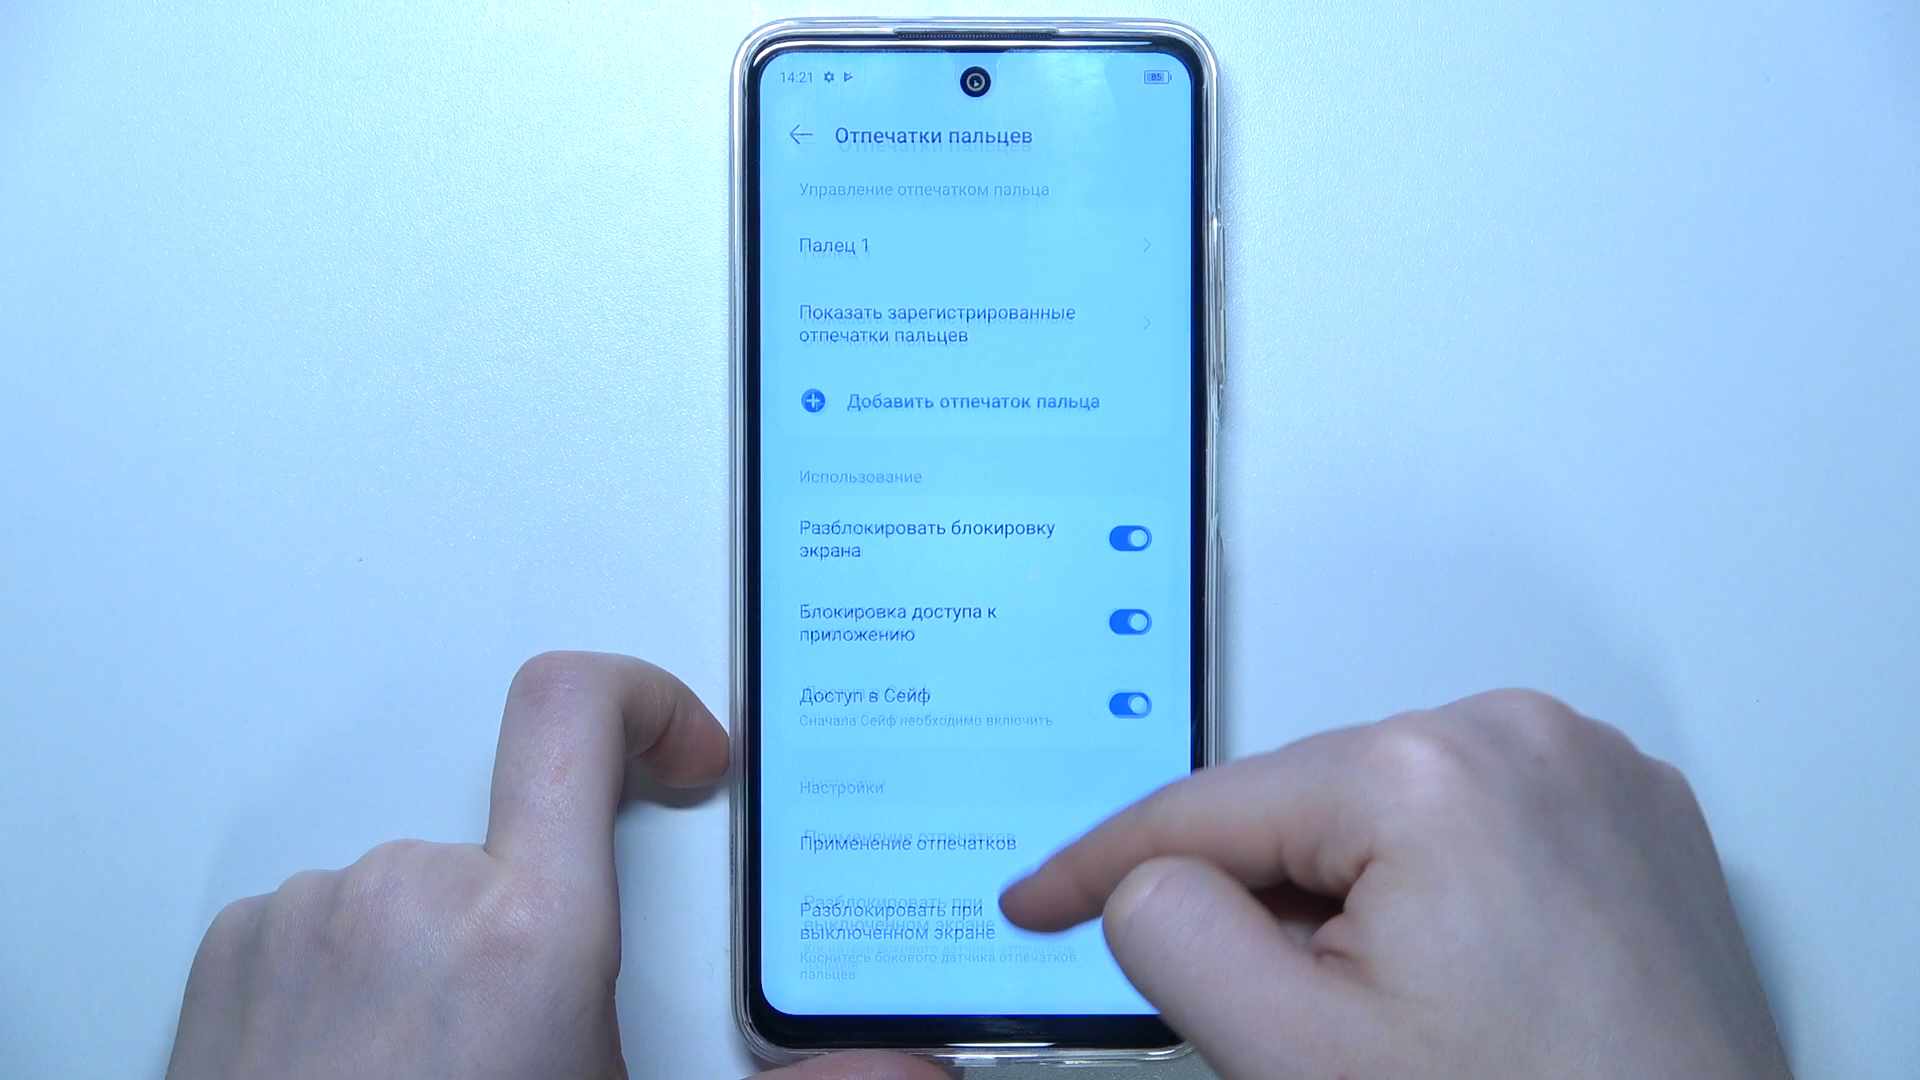 14:21
85
Отпечатки пальцев
Управление отпечатком пальца
Палец 1
Показать зарегистрированные
отпечатки пальцев
Добавить отпечаток пальца
Использование
Разблокировать блокировку
экрана
Блокировка доступа к
приложению
Доступ в Сейф
Сначала Сейф необходимо включить
Настройки
Применение отпечатков
Разблокировать при
выключенном экране
Коснитесь бокового датчика отпечатков
пальцев